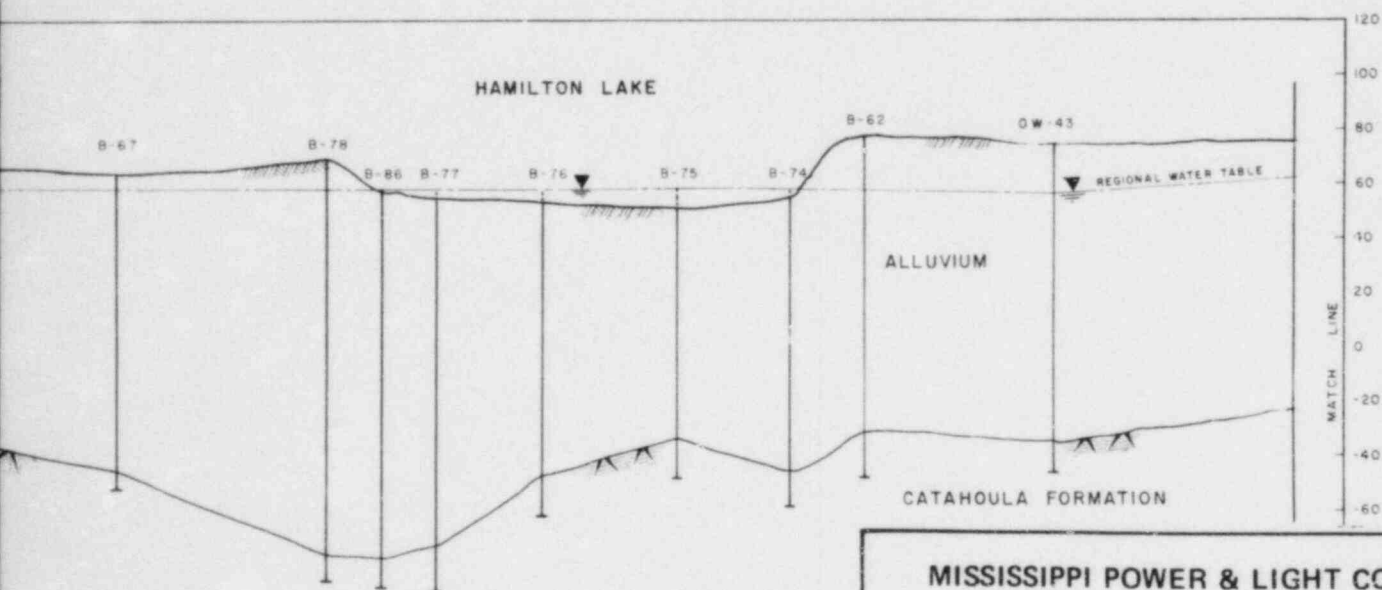 HAMILTON LAKE
B-67
B-78
B-86
B-77
B-76
B-75
B-74
B-62
OW-43
REGIONAL WATER TABLE
ALLUVIUM
CATAHOULA FORMATION
MATCH LINE
120
100
80
60
40
20
0
-20
-40
-60
MISSISSIPPI POWER & LIGHT CO